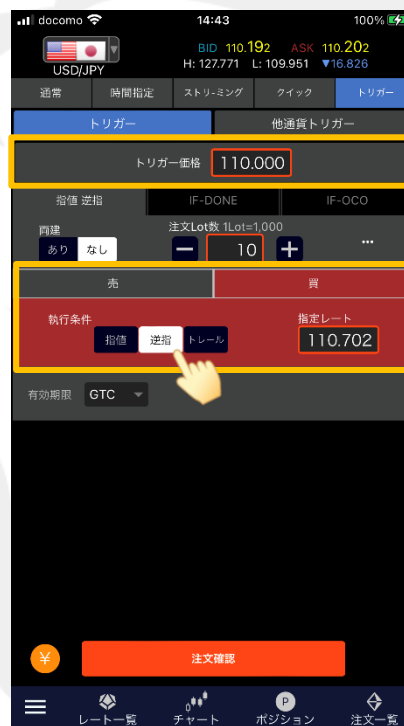 docomo 14:43 100%
BID 110.192 ASK 110.202
USD/JPY H: 127.771 L: 109.951 ▼16.826
通常 時間指定 ストリｰミング クイック トリガー
トリガー 他通貨トリガー
トリガー価格 110.000
指値 逆指 IF-DONE IF-OCO
両建 注文Lot数 1Lot=1,000
あり なし − 10 + ...
売 買
執行条件 指定レート
指値 逆指 トレール 110.702
有効期限 GTC
¥ 注文確認
P
レート一覧 チャート ポジション 注文一覧